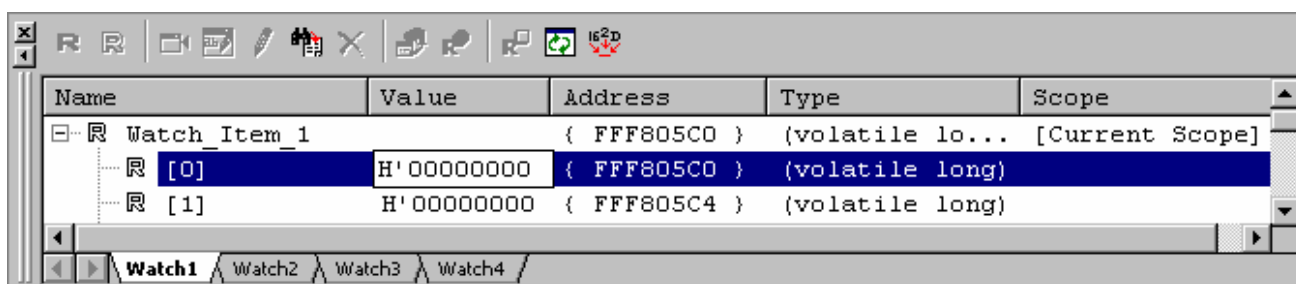 Name Value Address Type Scope
R Watch_Item_1 { FFF805C0 } (volatile lo... [Current Scope]
R [0] H'00000000 { FFF805C0 } (volatile long)
R [1] H'00000000 { FFF805C4 } (volatile long)
Watch1 Watch2 Watch3 Watch4